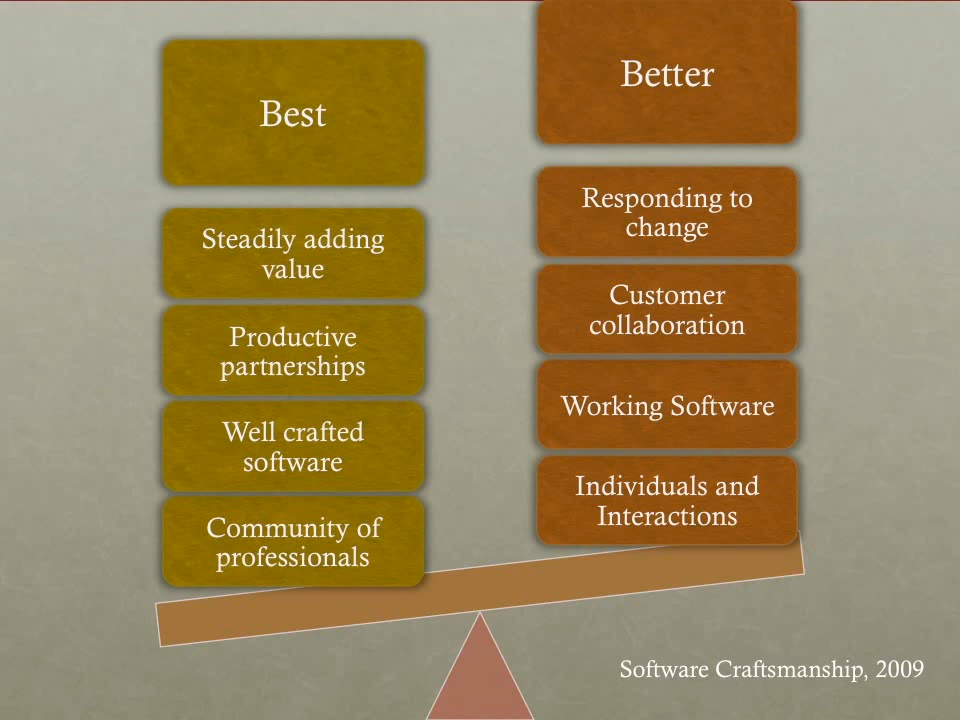 Best
Steadily adding
value
Productive
partnerships
Well crafted
software
Community of
professionals
Better
Responding to
change
Customer
collaboration
Working Software
Individuals and
Interactions
Software Craftsmanship, 2009